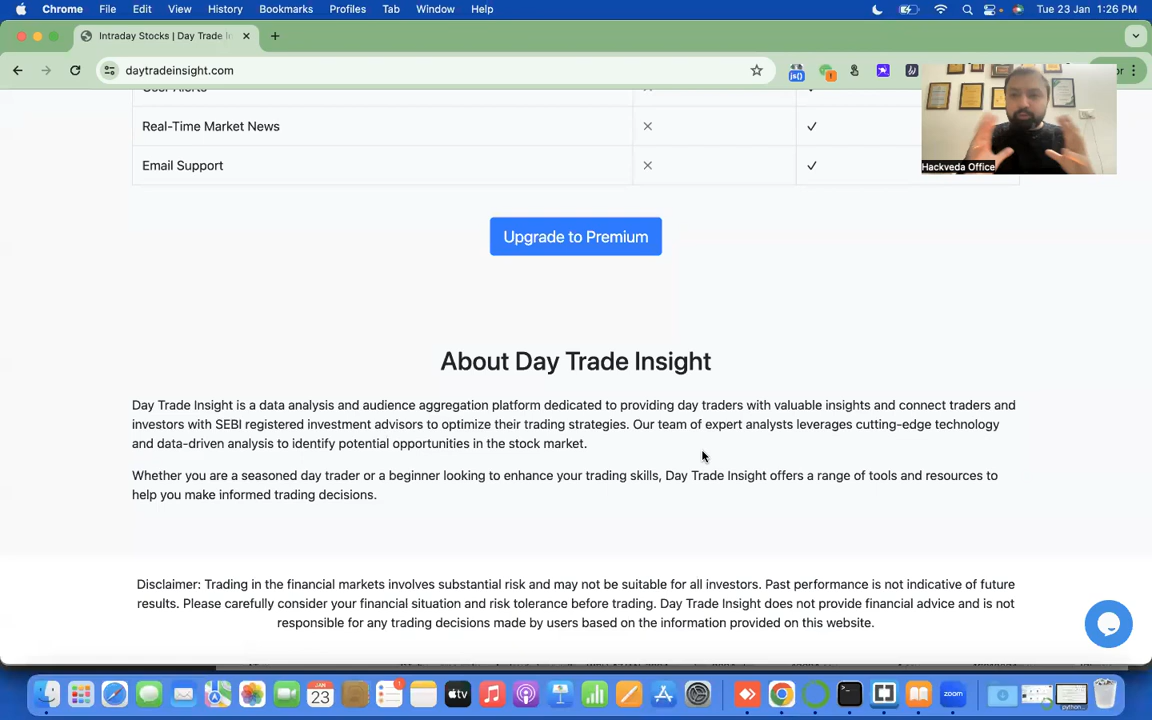 Chrome File Edit View History Bookmarks Profiles Tab Window Help Tue 23 Jan 1:26 PM
Intraday Stocks | Day Trade In
daytradeinsight.com
User Alerts
Real-Time Market News
Email Support
Hackveda Office
Upgrade to Premium
About Day Trade Insight
Day Trade Insight is a data analysis and audience aggregation platform dedicated to providing day traders with valuable insights and connect traders and
investors with SEBI registered investment advisors to optimize their trading strategies. Our team of expert analysts leverages cutting-edge technology
and data-driven analysis to identify potential opportunities in the stock market.
Whether you are a seasoned day trader or a beginner looking to enhance your trading skills, Day Trade Insight offers a range of tools and resources to
help you make informed trading decisions.
Disclaimer: Trading in the financial markets involves substantial risk and may not be suitable for all investors. Past performance is not indicative of future
results. Please carefully consider your financial situation and risk tolerance before trading. Day Trade Insight does not provide financial advice and is not
responsible for any trading decisions made by users based on the information provided on this website.
JAN
23
tv
zoom
python